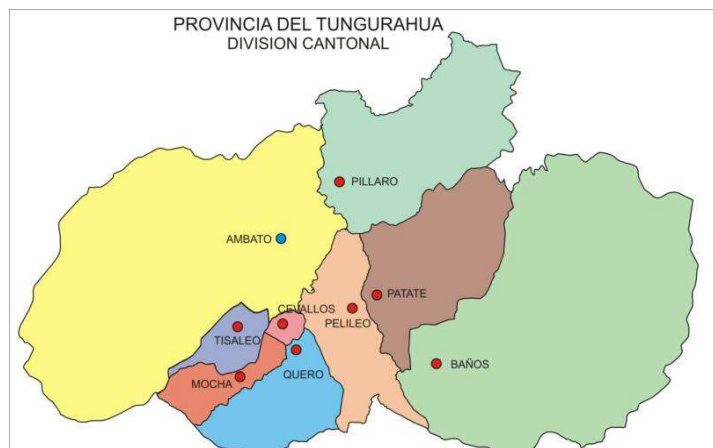 PROVINCIA DEL TUNGURAHUA
DIVISION CANTONAL
PILLARO
AMBATO
PATATE
CEVALLOS
PELILEO
TISALEO
BAÑOS
QUERO
MOCHA